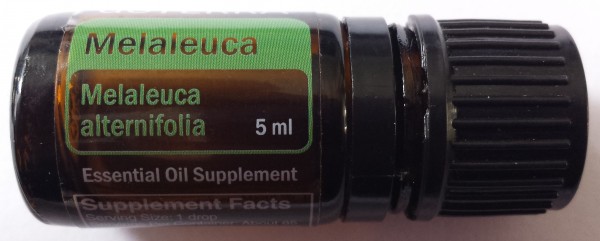 Melaleuca
Melaleuca
alternifolia
5 ml
Essential Oil Supplement
Supplement Facts
Serving Size: 1 drop